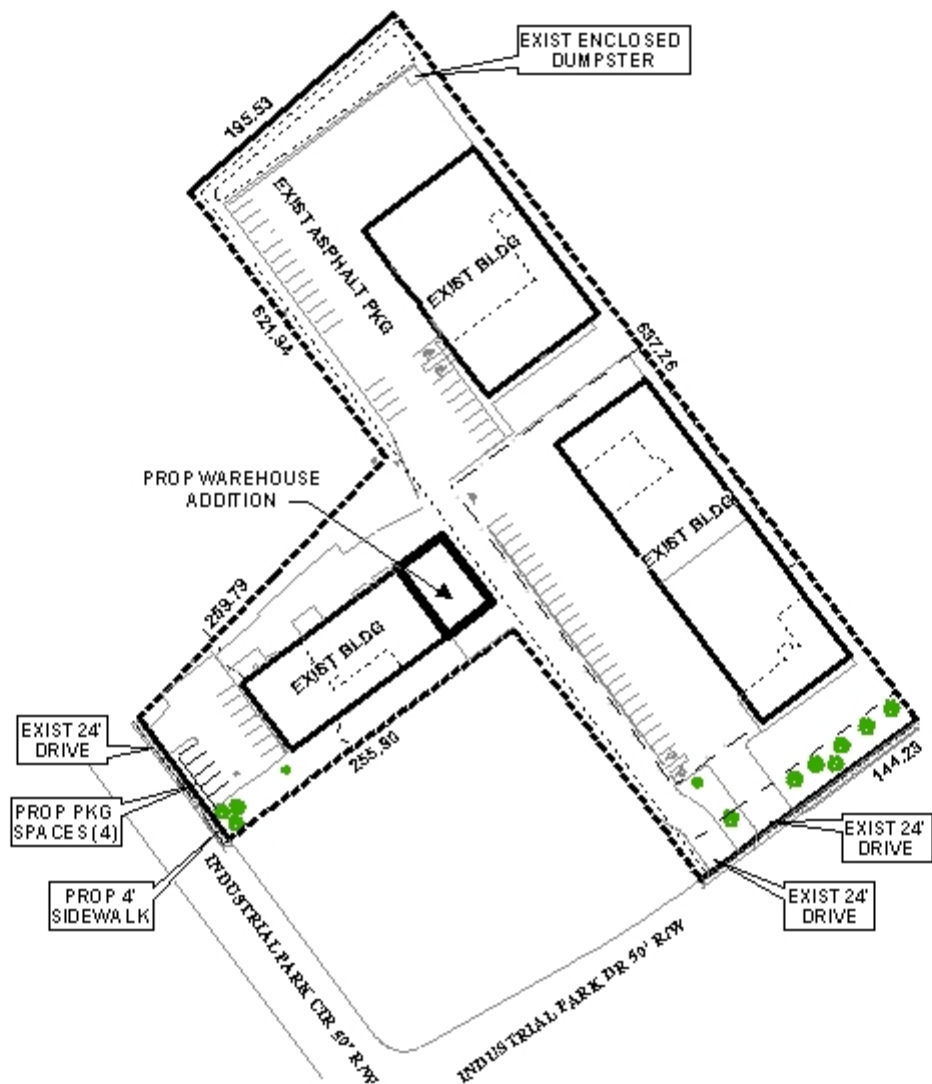 EXIST ENCLOSED
DUMPSTER
195.53
EXIST ASPHALT PKG
EXIST BLDG
621.94
697.26
PROP WAREHOUSE
ADDITION
EXIST BLDG
259.79
EXIST BLDG
EXIST 24'
DRIVE
255.90
144.23
PROP PKG
SPACES (4)
EXIST 24'
DRIVE
PROP 4'
SIDEWALK
EXIST 24'
DRIVE
INDUSTRIAL PARK CIR 50' R/W
INDUSTRIAL PARK DR 50' R/W